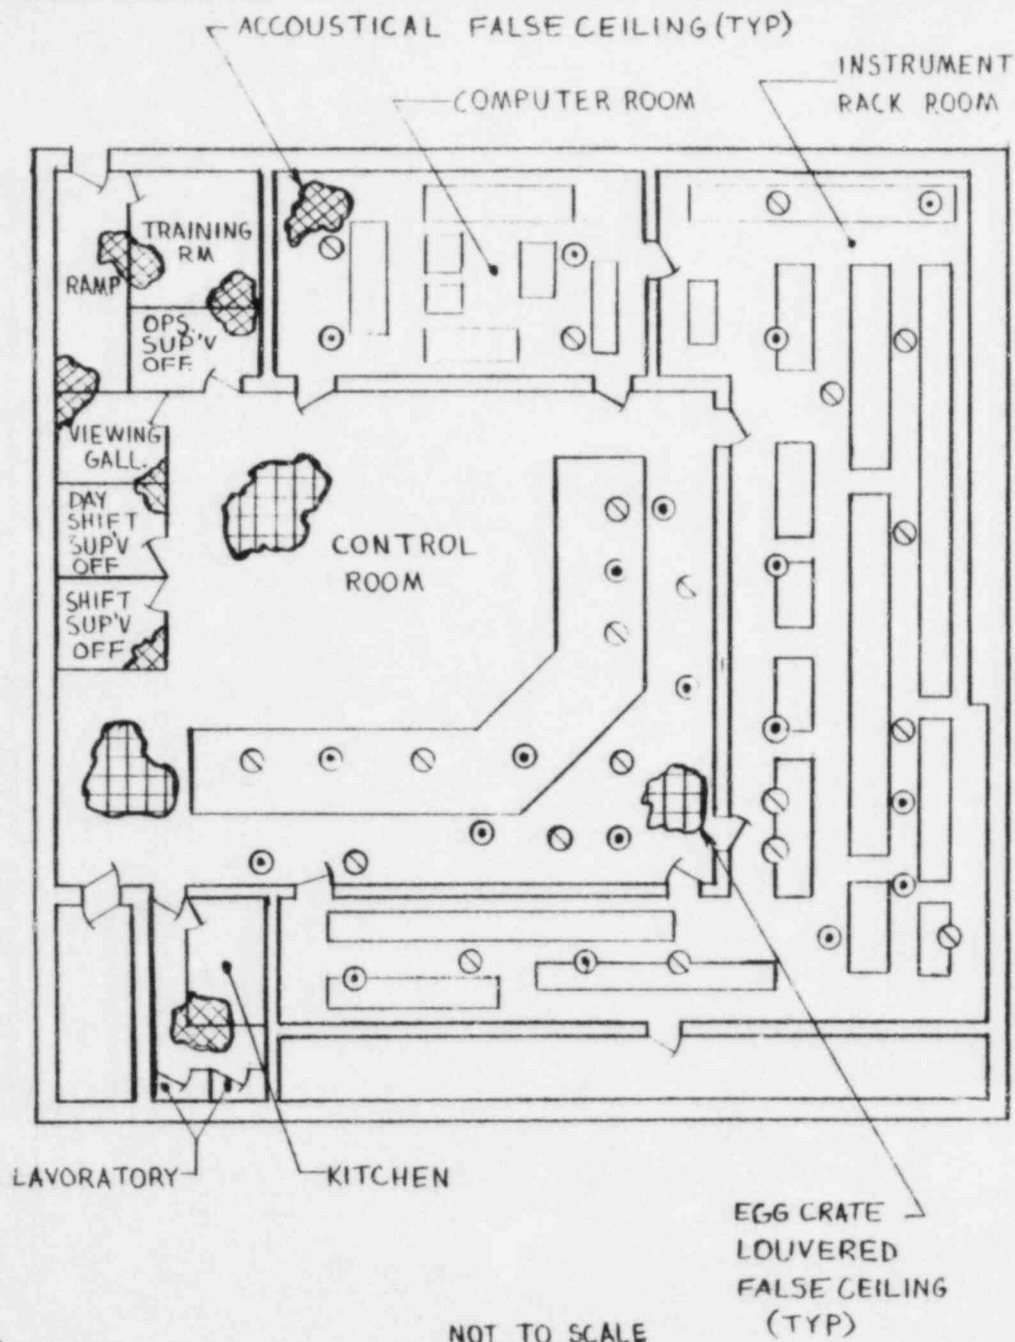 ACCOUSTICAL FALSE CEILING (TYP)
INSTRUMENT
RACK ROOM
COMPUTER ROOM
TRAINING
RM
RAMP
OPS.
SUP'V
OFF.
VIEWING
GALL.
DAY
SHIFT
SUP'V
OFF
SHIFT
SUP'V
OFF.
CONTROL
ROOM
LAVORATORY
KITCHEN
EGG CRATE
LOUVERED
FALSE CEILING
(TYP)
NOT TO SCALE